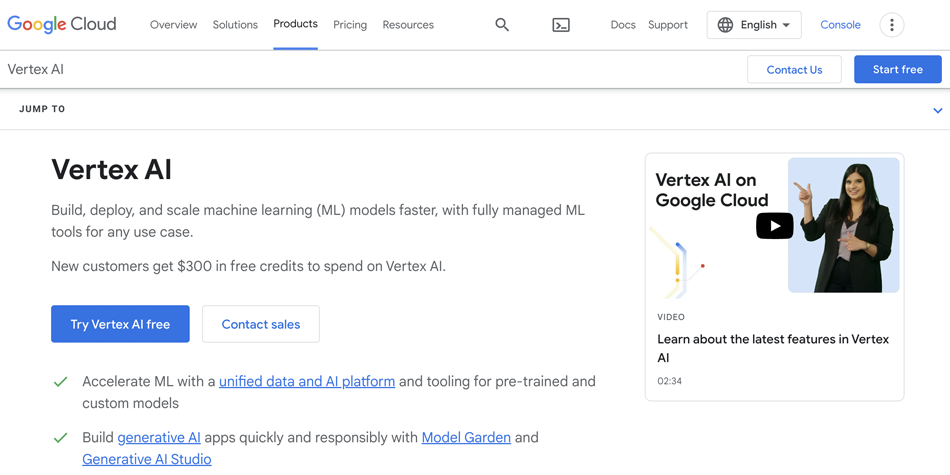 Google Cloud
Overview
Solutions
Products
Pricing
Resources
Docs
Support
English
Console
Vertex AI
Contact Us
Start free
JUMP TO
Vertex AI
Build, deploy, and scale machine learning (ML) models faster, with fully managed ML
tools for any use case.
New customers get $300 in free credits to spend on Vertex AI.
Try Vertex AI free
Contact sales
Accelerate ML with a unified data and AI platform and tooling for pre-trained and
custom models
Build generative AI apps quickly and responsibly with Model Garden and
Generative AI Studio
Vertex AI on
Google Cloud
VIDEO
Learn about the latest features in Vertex
AI
02:34